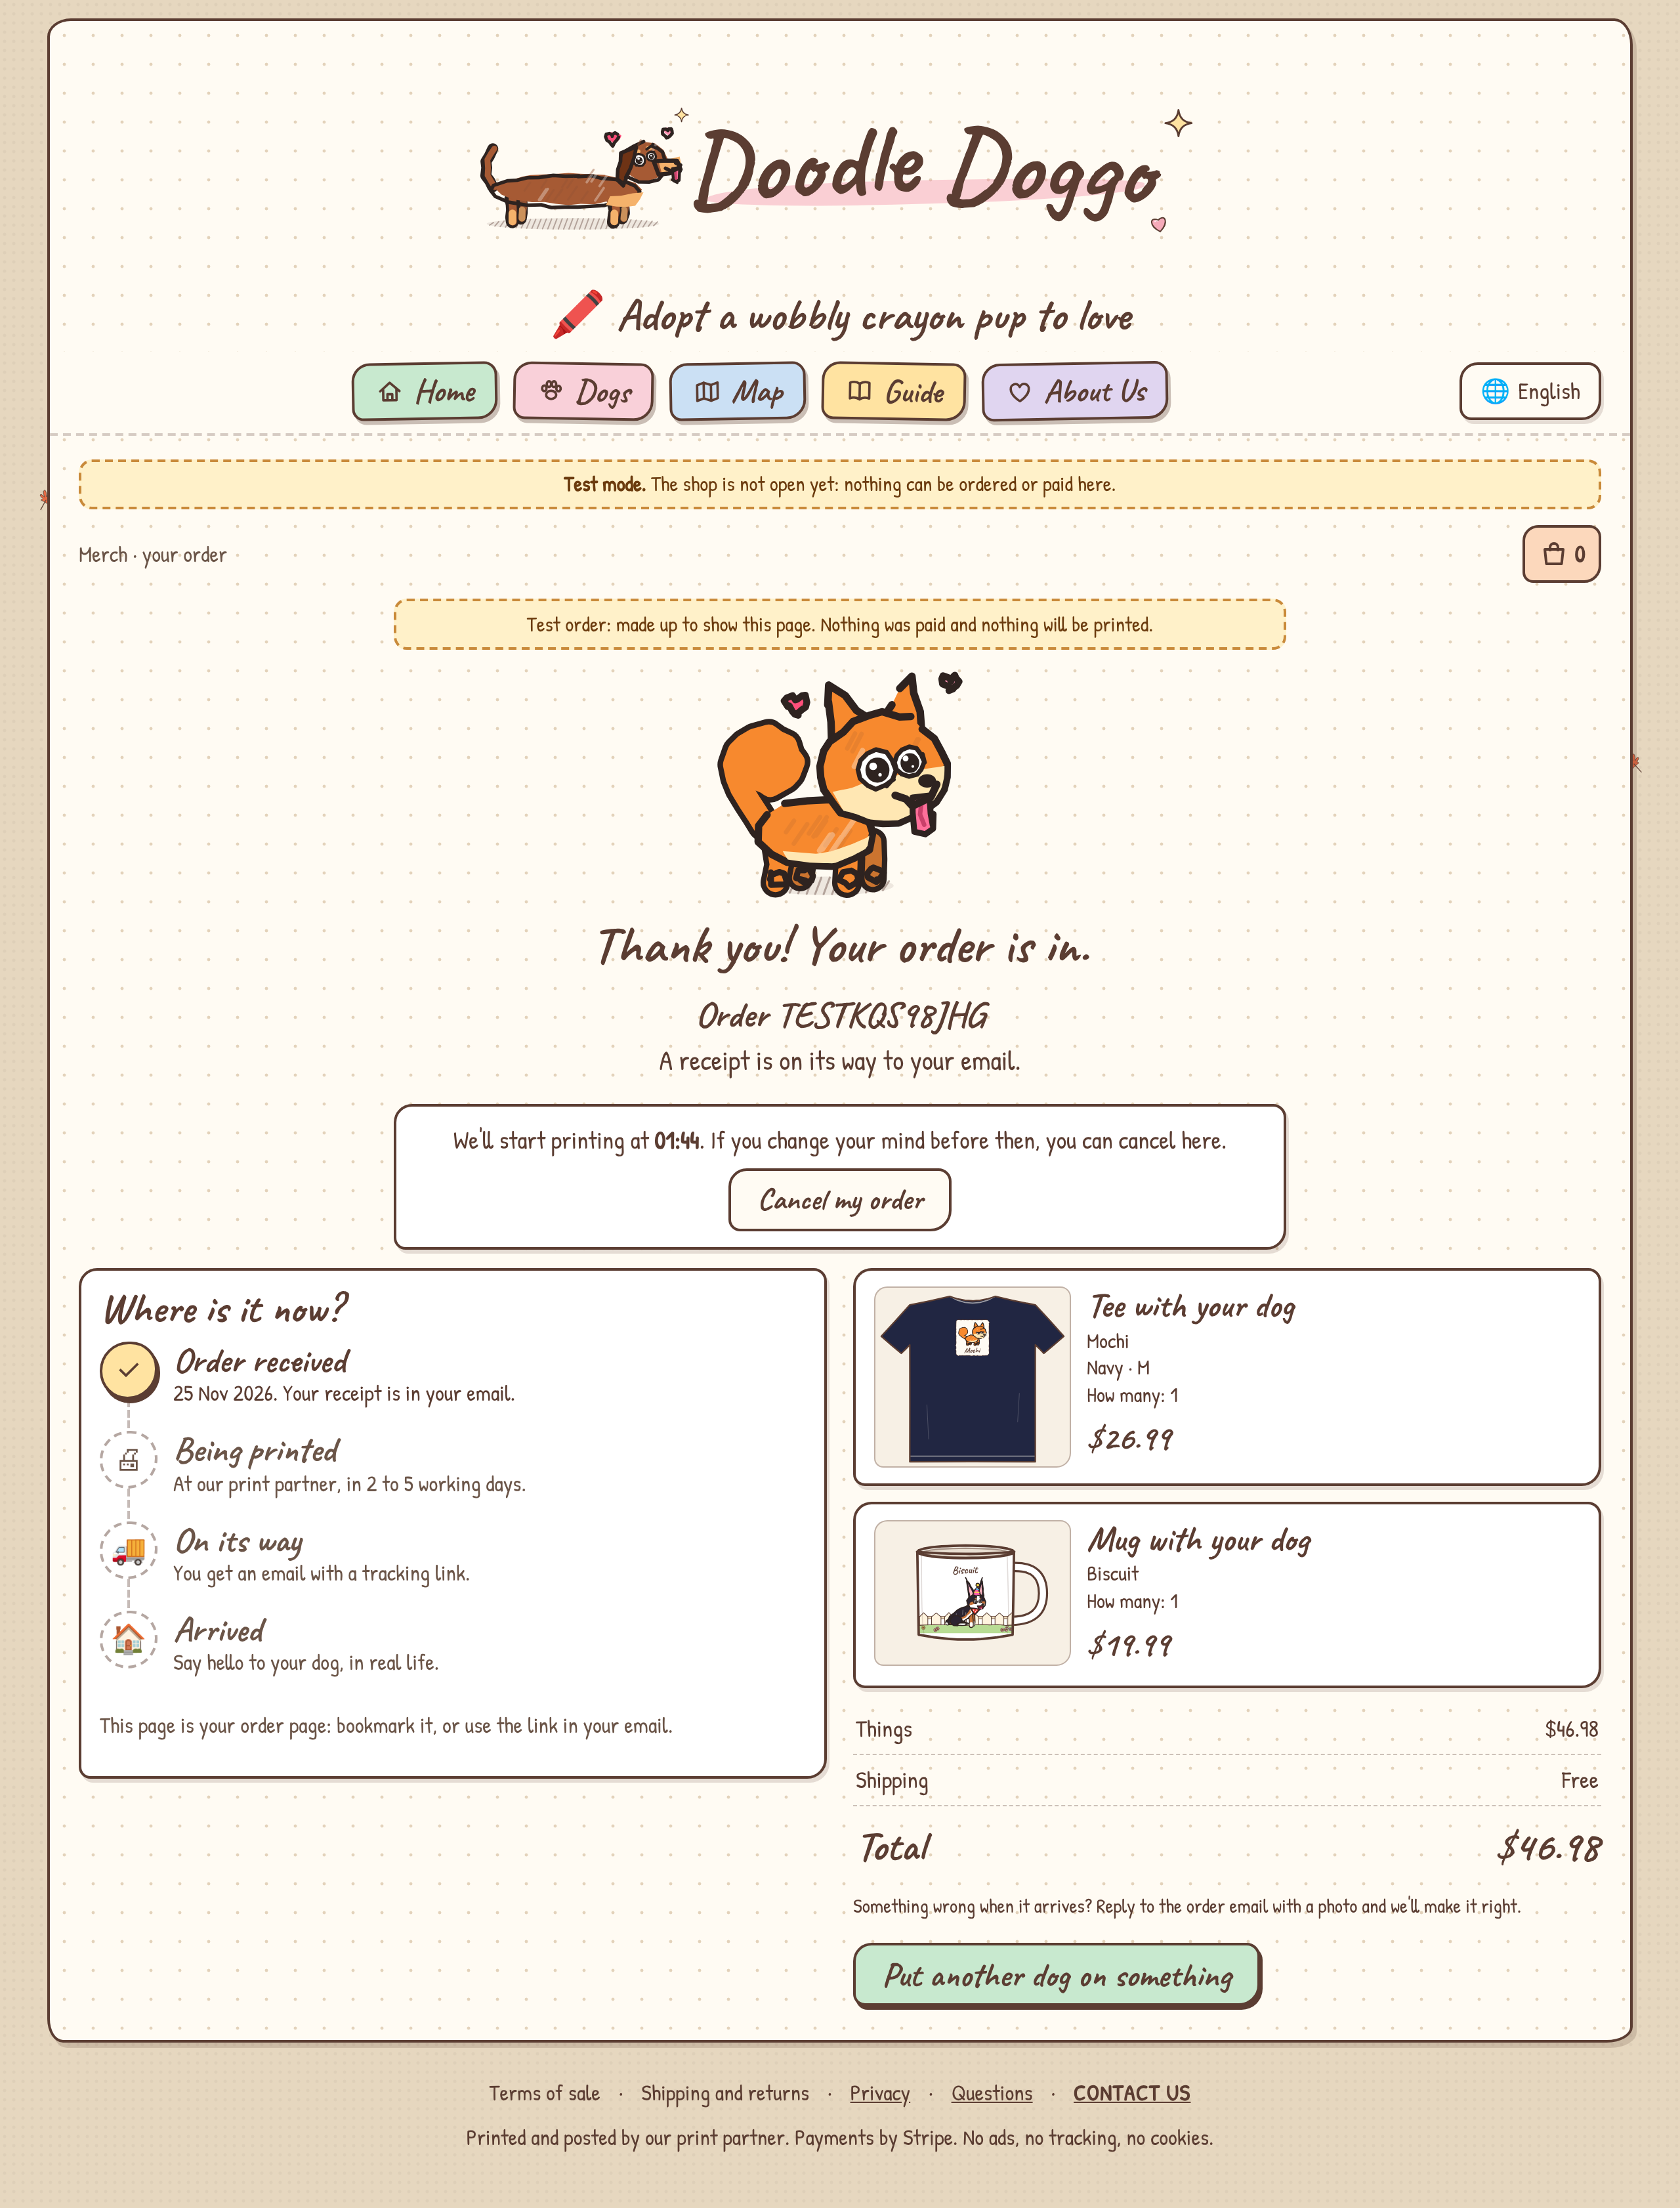 Doodle Doggo
Adopt a wobbly crayon pup to love
Home
Dogs
Map
Guide
About Us
English
Test mode. The shop is not open yet: nothing can be ordered or paid here.
Merch · your order
0
Test order: made up to show this page. Nothing was paid and nothing will be printed.
Thank you! Your order is in.
Order TESTKQS98JHG
A receipt is on its way to your email.
We'll start printing at 01:44. If you change your mind before then, you can cancel here.
Cancel my order
Where is it now?
Order received
25 Nov 2026. Your receipt is in your email.
Being printed
At our print partner, in 2 to 5 working days.
On its way
You get an email with a tracking link.
Arrived
Say hello to your dog, in real life.
This page is your order page: bookmark it, or use the link in your email.
Mochi
Tee with your dog
Mochi
Navy · M
How many: 1
$26.99
Biscuit
Mug with your dog
Biscuit
How many: 1
$19.99
Things $46.98
Shipping Free
Total $46.98
Something wrong when it arrives? Reply to the order email with a photo and we'll make it right.
Put another dog on something
Terms of sale · Shipping and returns · Privacy · Questions · CONTACT US
Printed and posted by our print partner. Payments by Stripe. No ads, no tracking, no cookies.